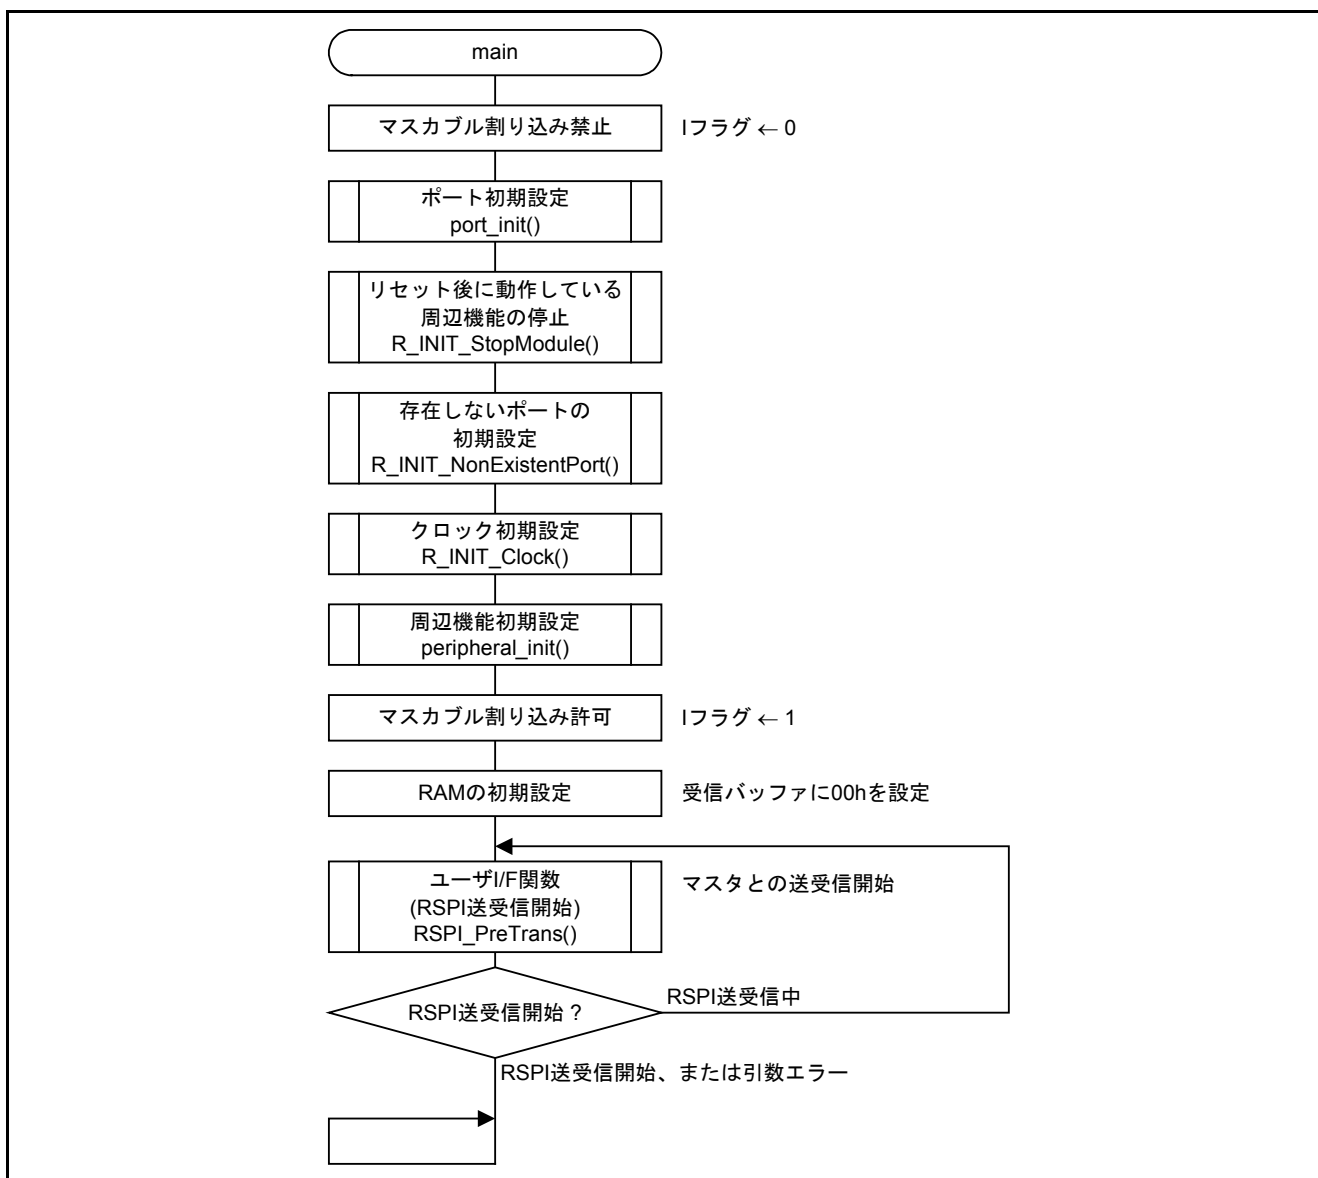 main
マスカブル割り込み禁止
Iフラグ ← 0
ポート初期設定
port_init()
リセット後に動作している
周辺機能の停止
R_INIT_StopModule()
存在しないポートの
初期設定
R_INIT_NonExistentPort()
クロック初期設定
R_INIT_Clock()
周辺機能初期設定
peripheral_init()
マスカブル割り込み許可
Iフラグ ← 1
RAMの初期設定
受信バッファに00hを設定
ユーザI/F関数
(RSPI送受信開始)
RSPI_PreTrans()
マスタとの送受信開始
RSPI送受信開始 ?
RSPI送受信中
RSPI送受信開始、または引数エラー